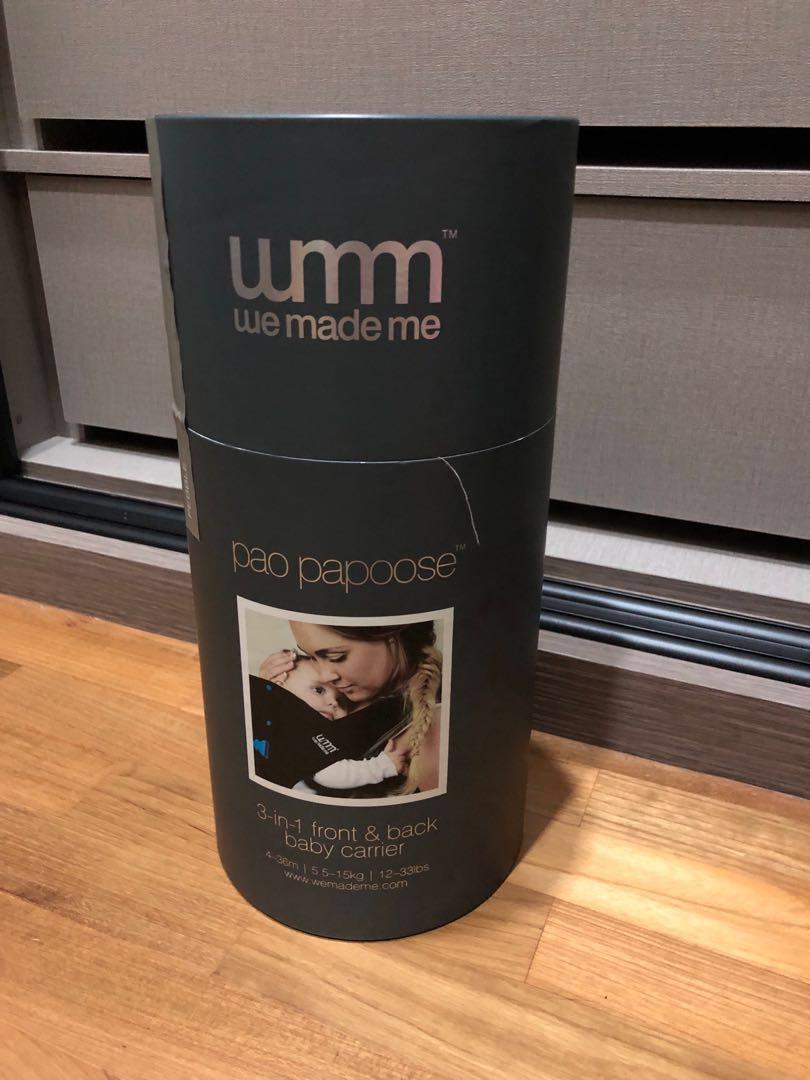 wmm™
we made me
pao papoose™
wmm
3-in-1 front & back
baby carrier
4-36m | 5.5-15kg | 12-33lbs
www.wemademe.com